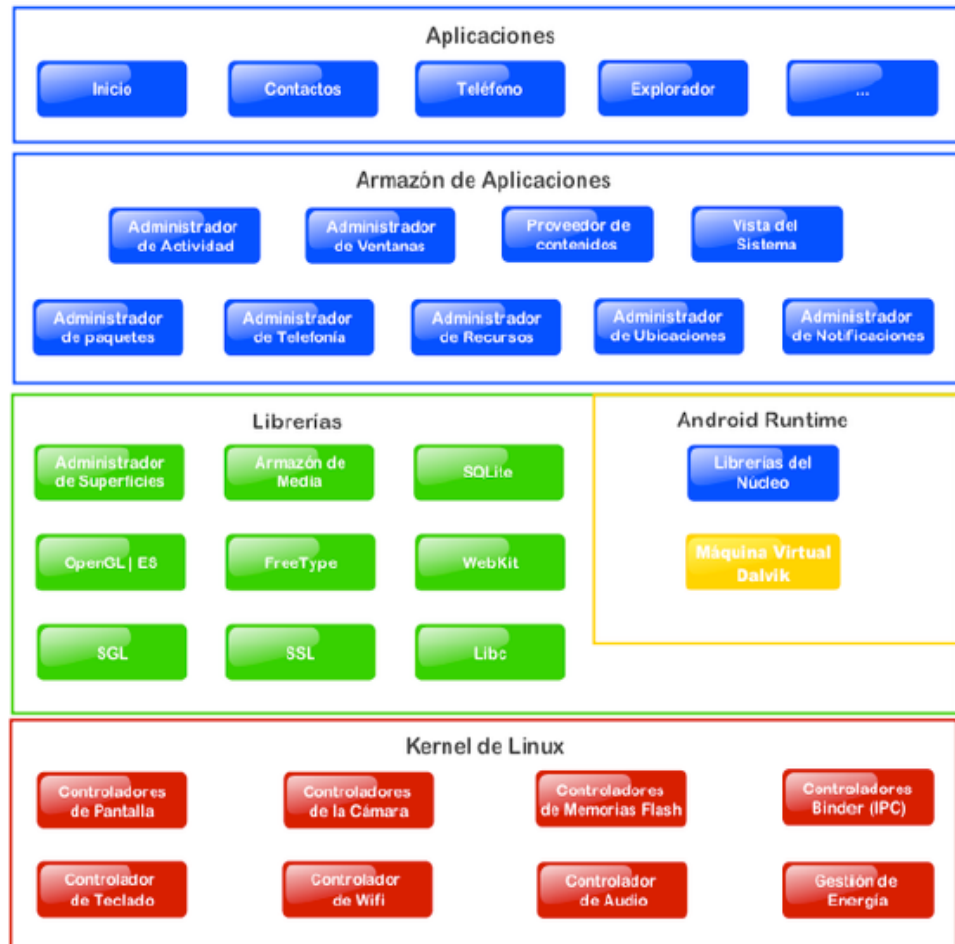 Aplicaciones
Inicio
Contactos
Teléfono
Explorador
...
Armazón de Aplicaciones
Administrador
de Actividad
Administrador
de Ventanas
Proveedor de
contenidos
Vista del
Sistema
Administrador
de paquetes
Administrador
de Telefonía
Administrador
de Recursos
Administrador
de Ubicaciones
Administrador
de Notificaciones
Librerías
Administrador
de Superficies
Armazón de
Media
SQLite
OpenGL | ES
FreeType
WebKit
SGL
SSL
Libc
Android Runtime
Librerías del
Núcleo
Máquina Virtual
Dalvik
Kernel de Linux
Controladores
de Pantalla
Controladores
de la Cámara
Controladores
de Memorias Flash
Controladores
Binder (IPC)
Controlador
de Teclado
Controlador
de Wifi
Controlador
de Audio
Gestión de
Energía